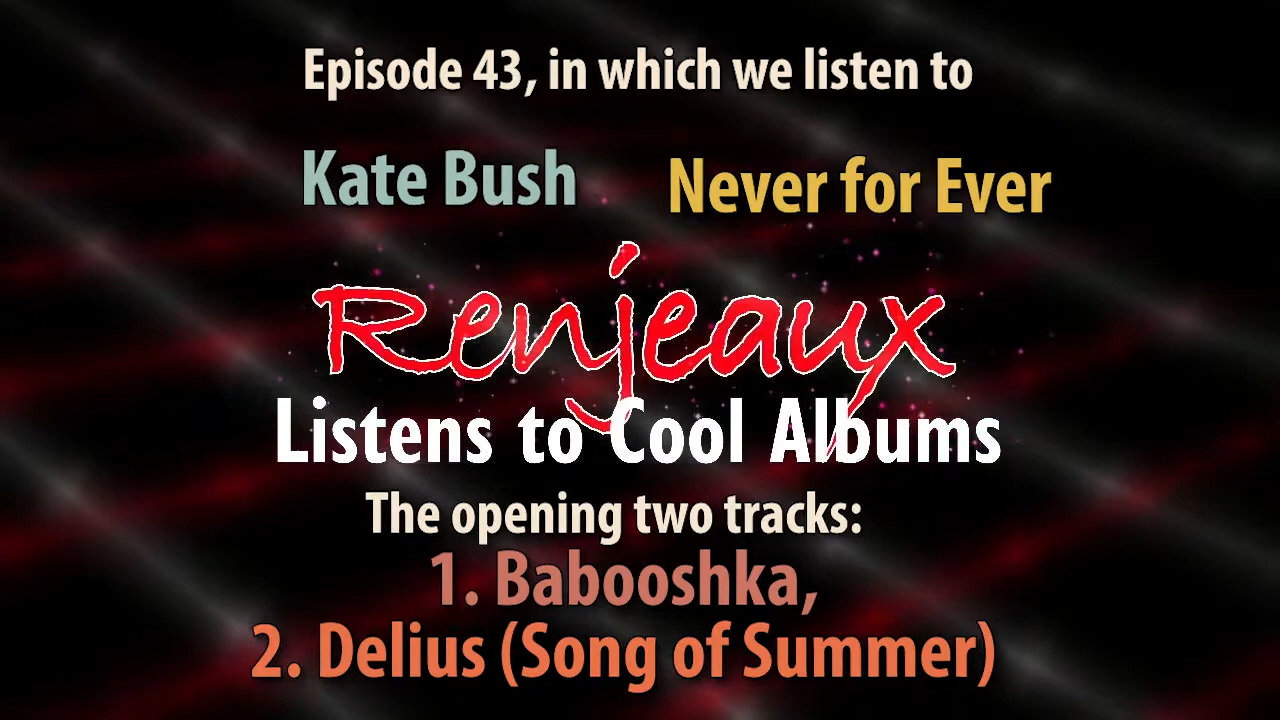 Episode 43, in which we listen to
Kate Bush Never for Ever
Renjeaux
Listens to Cool Albums
The opening two tracks:
1. Babooshka,
2. Delius (Song of Summer)